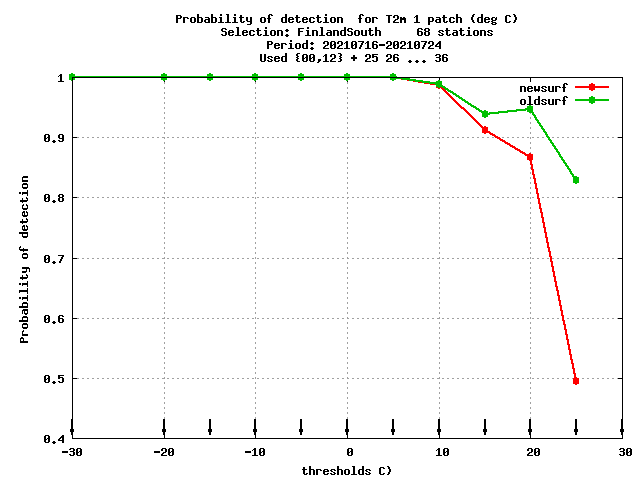 Probability of detection  for T2m 1 patch (deg C)
Selection: FinlandSouth     68 stations
Period: 20210716-20210724
Used {00,12} + 25 26 ... 36
newsurf
oldsurf
Probability of detection
1
0.9
0.8
0.7
0.6
0.5
0.4
-30 -20 -10 0 10 20 30
thresholds C)